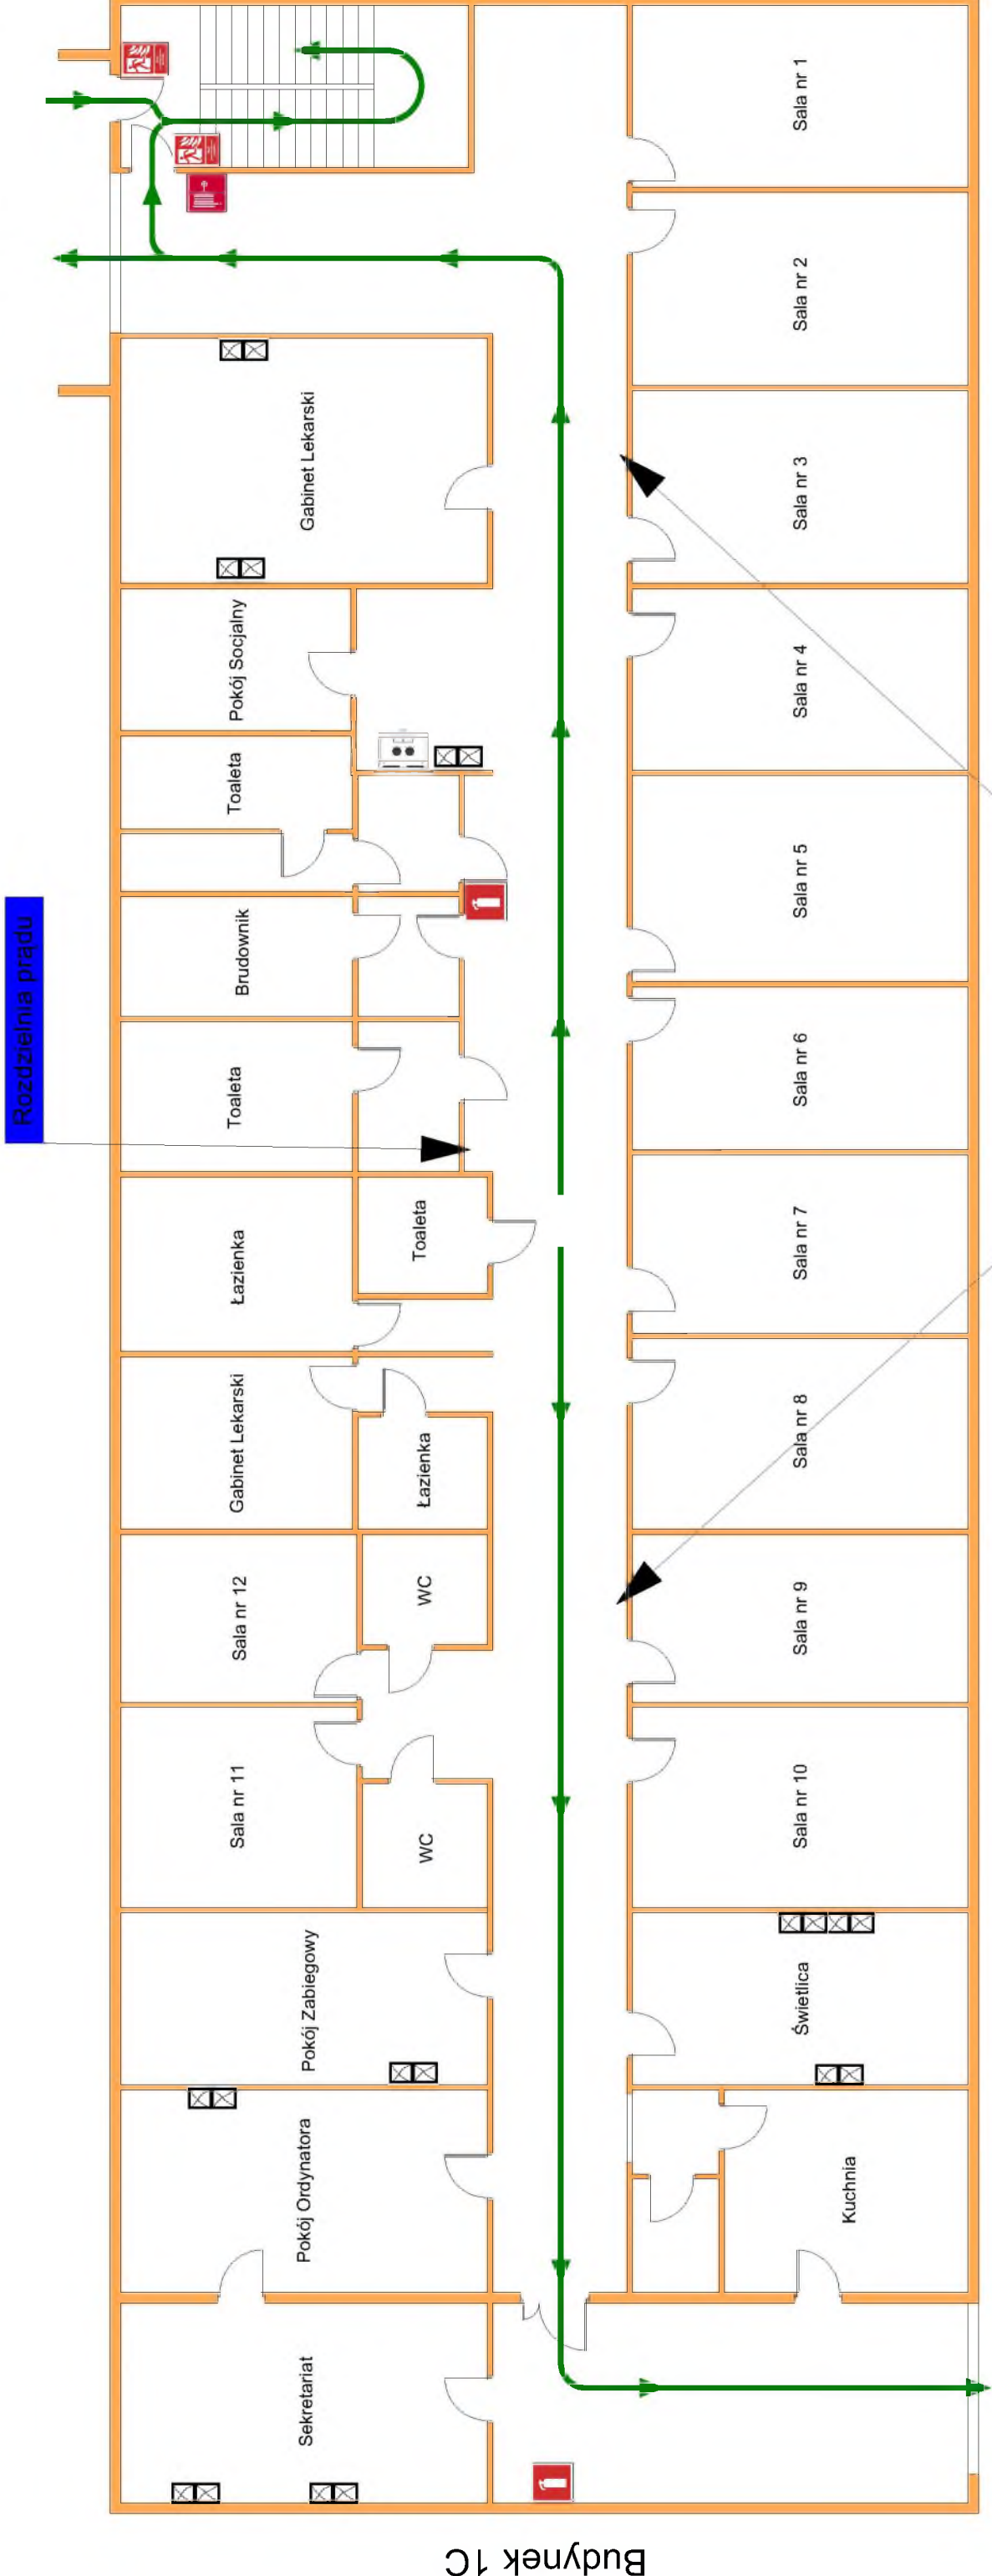 Rozdzielnia prądu
Gabinet Lekarski
Pokój Socjalny
Toaleta
Brudownik
Toaleta
Łazienka
Toaleta
Gabinet Lekarski
Łazienka
Sala nr 12
WC
Sala nr 11
WC
Pokój Zabiegowy
Pokój Ordynatora
Sekretariat
Sala nr 1
Sala nr 2
Sala nr 3
Sala nr 4
Sala nr 5
Sala nr 6
Sala nr 7
Sala nr 8
Sala nr 9
Sala nr 10
Świetlica
Kuchnia
Budynek 1C